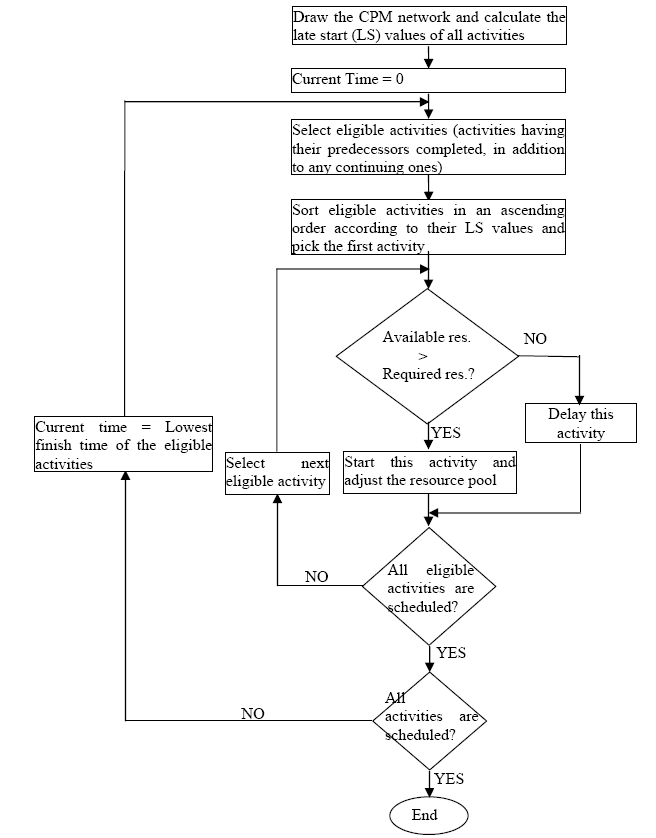 Draw the CPM network and calculate the
late start (LS) values of all activities
Current Time = 0
Select eligible activities (activities having
their predecessors completed, in addition
to any continuing ones)
Sort eligible activities in an ascending
order according to their LS values and
pick the first activity
Available res.
>
Required res.?
NO
Delay this
activity
YES
Start this activity and
adjust the resource pool
Select next
eligible activity
Current time = Lowest
finish time of the eligible
activities
All eligible
activities are
scheduled?
NO
YES
All
activities are
scheduled?
NO
YES
End